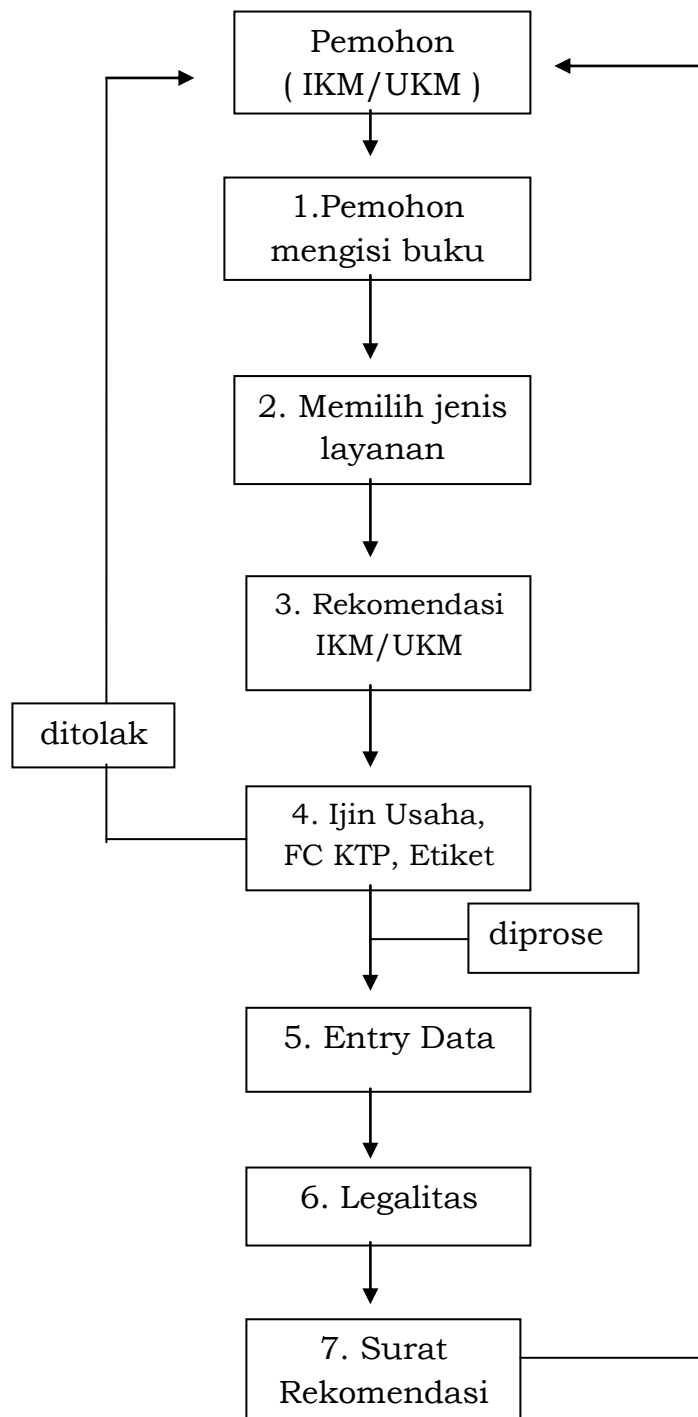 Pemohon
( IKM/UKM )
1.Pemohon
mengisi buku
2. Memilih jenis
layanan
3. Rekomendasi
IKM/UKM
ditolak
4. Ijin Usaha,
FC KTP, Etiket
diprose
5. Entry Data
6. Legalitas
7. Surat
Rekomendasi